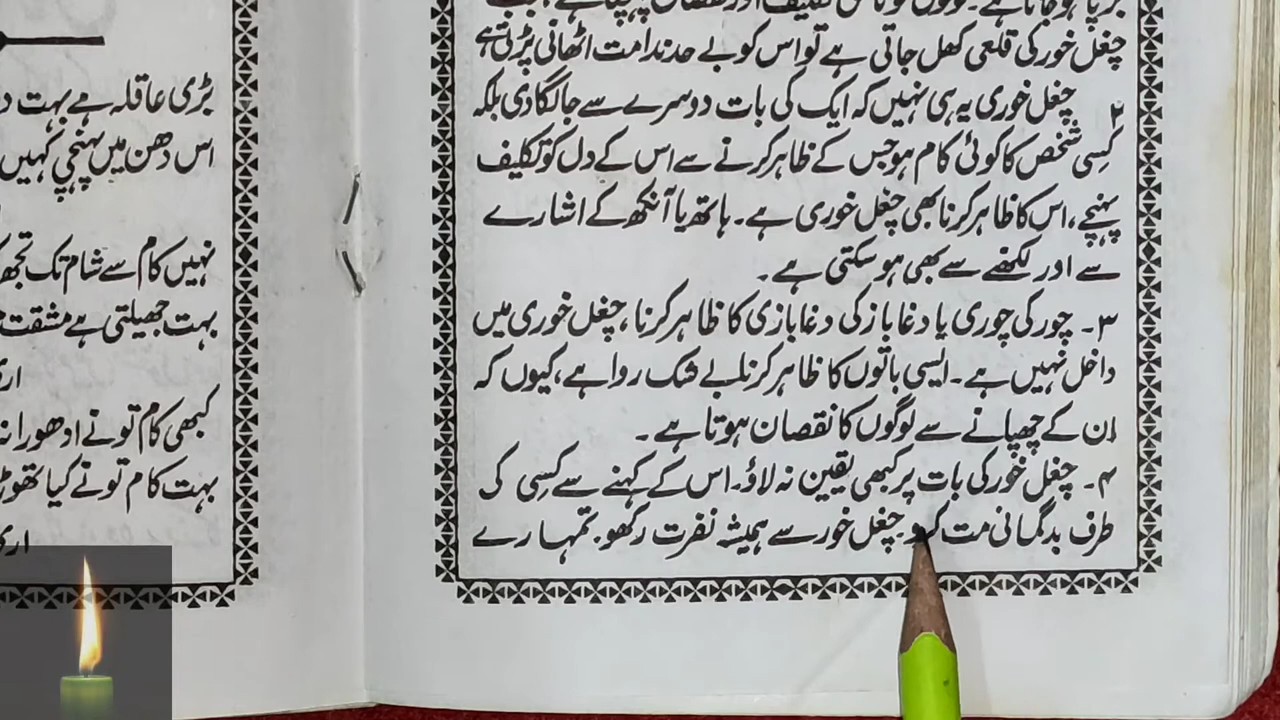 چغل خور کی قلعی کھل جاتی ہے تو اس کو بے حد ندامت اٹھانی پڑتی ہے
۲ چغل خوری یہ ہی نہیں کہ ایک کی بات دوسرے سے جا لگا دی بلکہ
کسی شخص کا کوئی کام ہو جس کے ظاہر کرنے سے اس کے دل کو تکلیف
پہنچے، اس کا ظاہر کرنا بھی چغل خوری ہے۔ ہاتھ یا آنکھ کے اشارے
سے اور لکھنے سے بھی ہو سکتی ہے۔
۳۔ چور کی چوری یا دغاباز کی دغابازی کا ظاہر کرنا، چغل خوری میں
داخل نہیں ہے۔ ایسی باتوں کا ظاہر کرنا بے شک روا ہے، کیوں کہ
ان کے چھپانے سے لوگوں کا نقصان ہوتا ہے۔
۴۔ چغل خور کی بات پر کبھی یقین نہ لاؤ۔ اس کے کہنے سے کسی کی
طرف بدگمانی مت کرو۔ چغل خور سے ہمیشہ نفرت رکھو۔ تمہارے
بڑی عاقلہ ہے بہت
اس دھن میں پہنچی کہیں
نہیں کام سے شام تک تجھ
بہت جھیلتی ہے مشقت
اری
کبھی کام تو نے ادھورا نہ
بہت کام تو نے کیا تھوڑ
اری